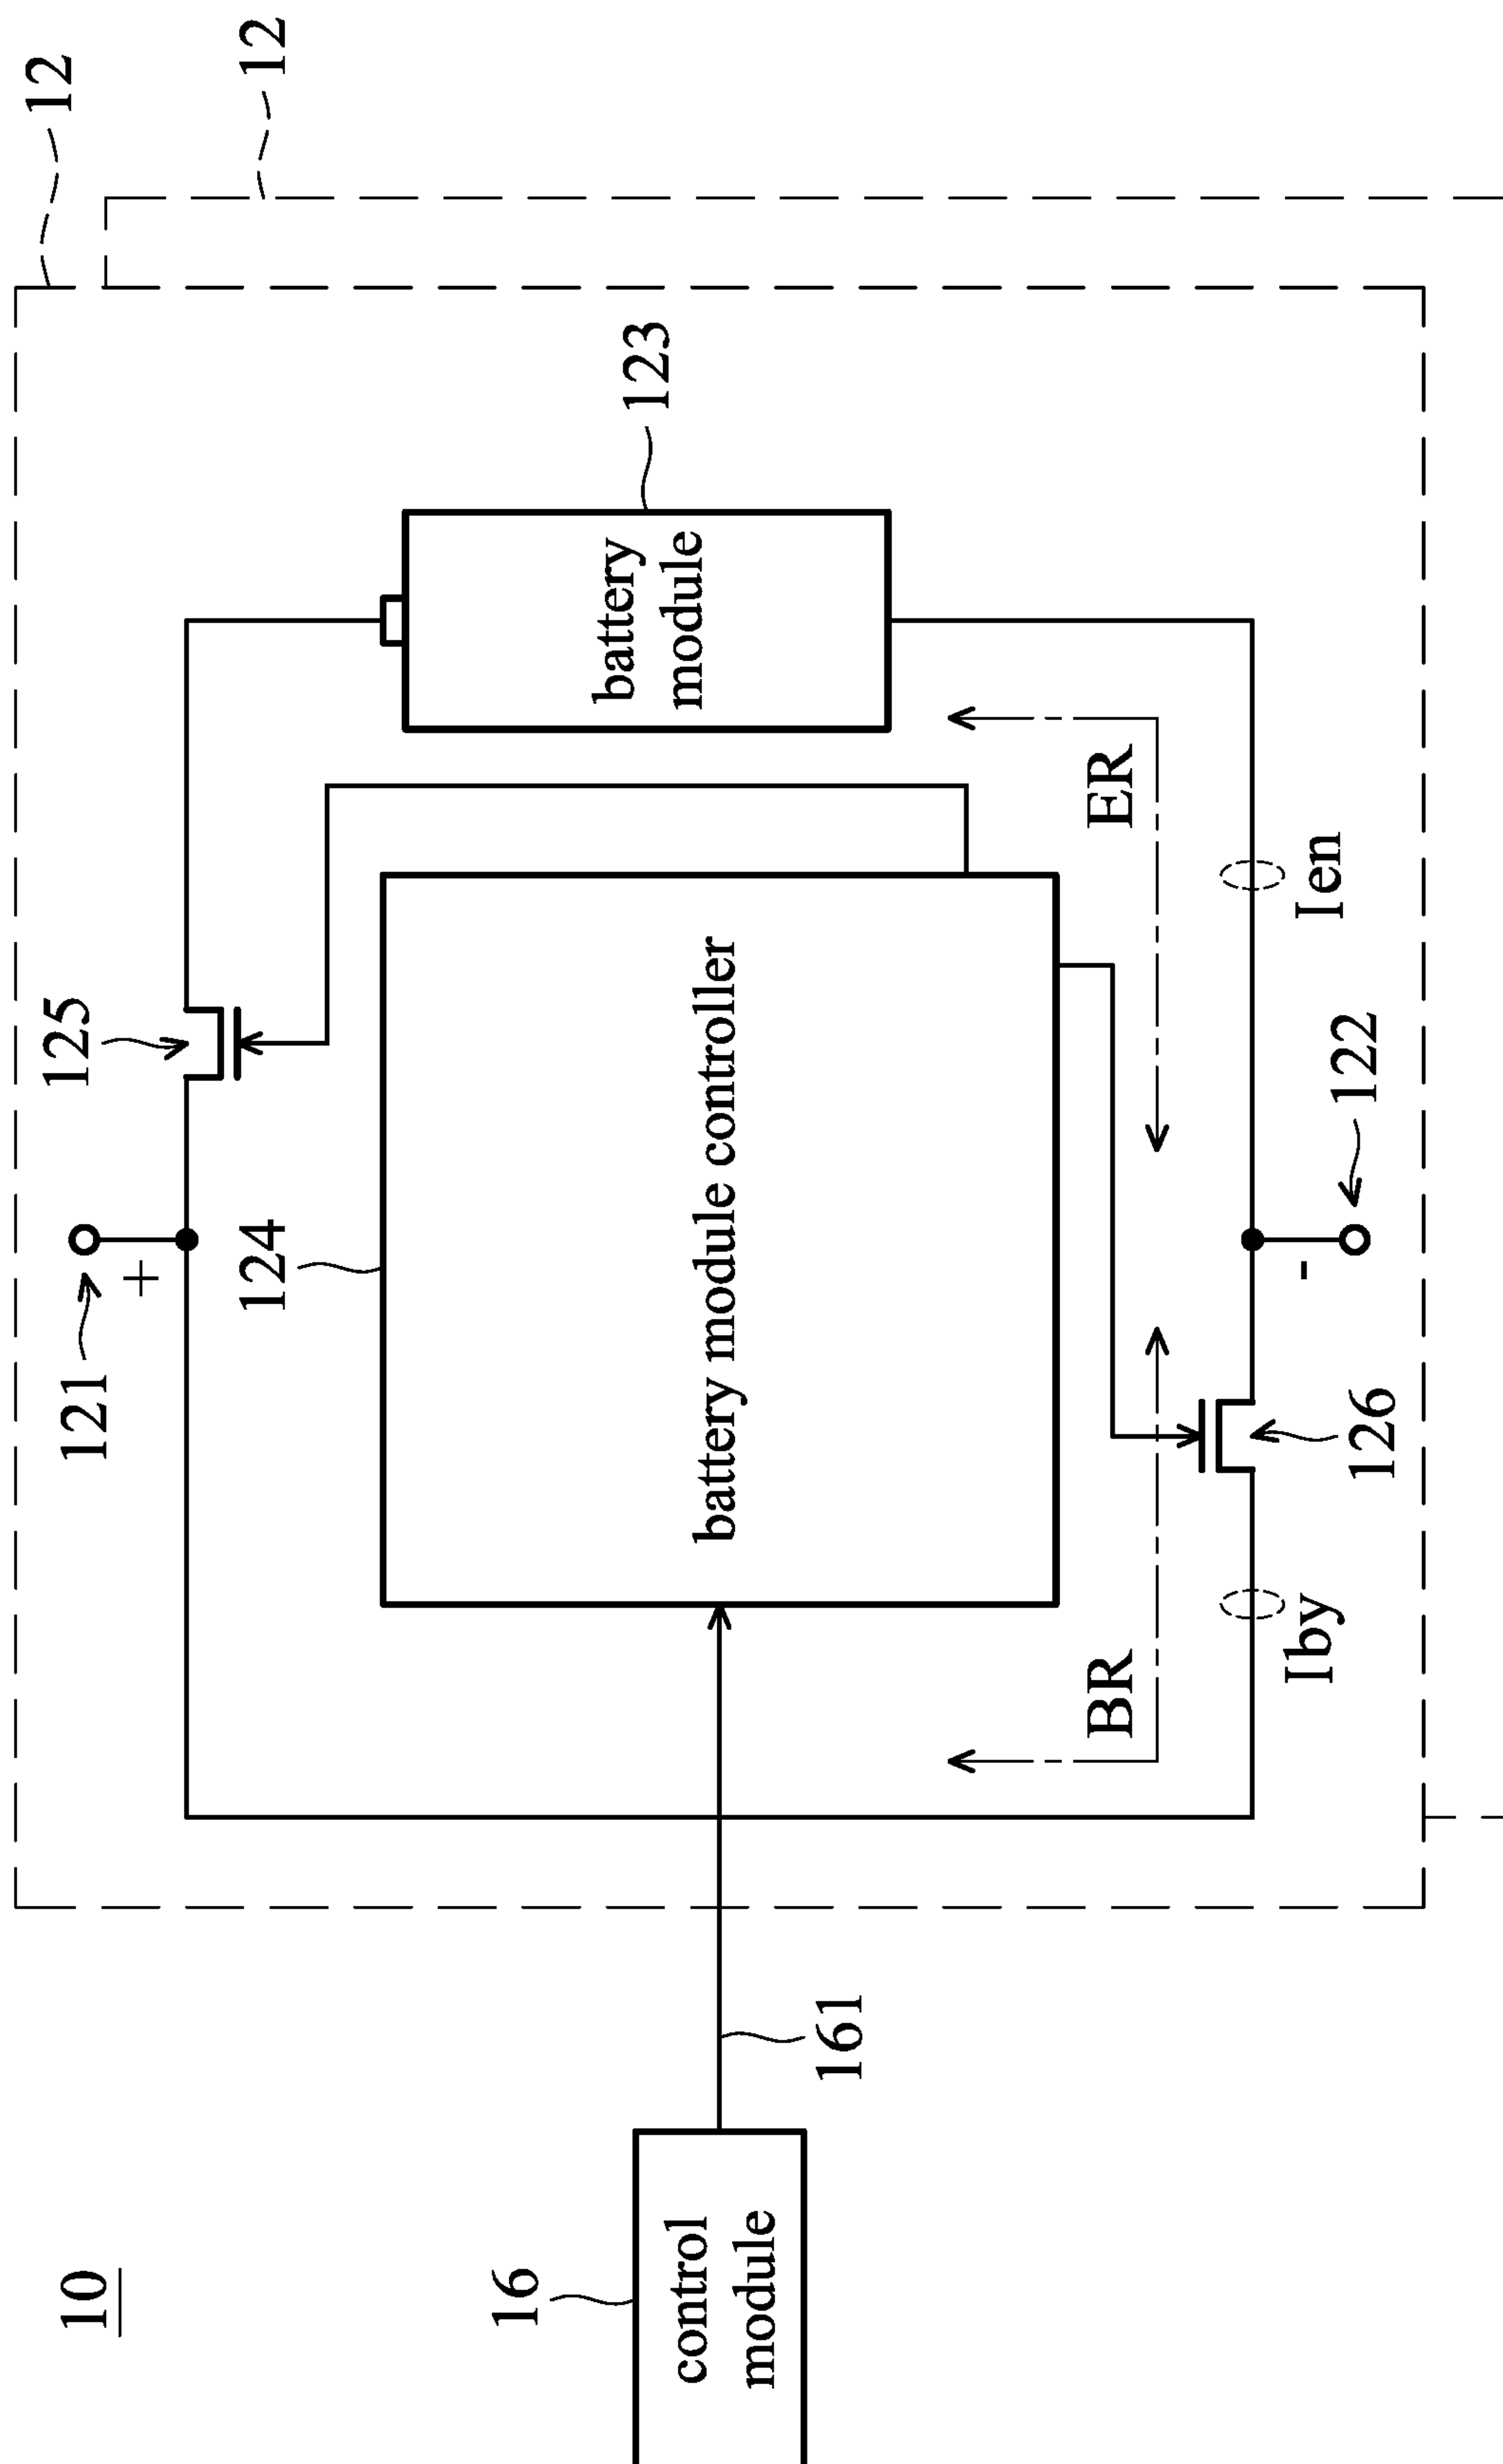 10
12
12
16
control
module
161
121
+
124
125
battery module controller
battery
module
123
BR
ER
Iby
Ien
126
-
122